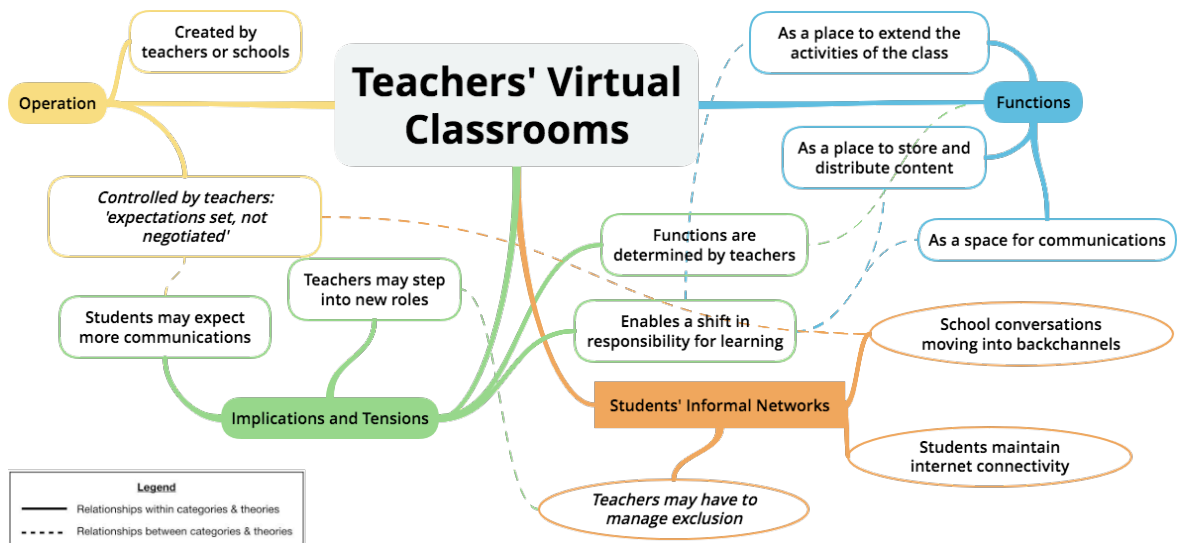 Created by
teachers or schools
Teachers' Virtual
Classrooms
As a place to extend the
activities of the class
Operation
Functions
As a place to store and
distribute content
Controlled by teachers:
'expectations set, not
negotiated'
Functions are
determined by teachers
As a space for communications
Teachers may step
into new roles
Students may expect
more communications
Enables a shift in
responsibility for learning
School conversations
moving into backchannels
Implications and Tensions
Students' Informal Networks
Students maintain
internet connectivity
Teachers may have to
manage exclusion
Legend
Relationships within categories & theories
Relationships between categories & theories